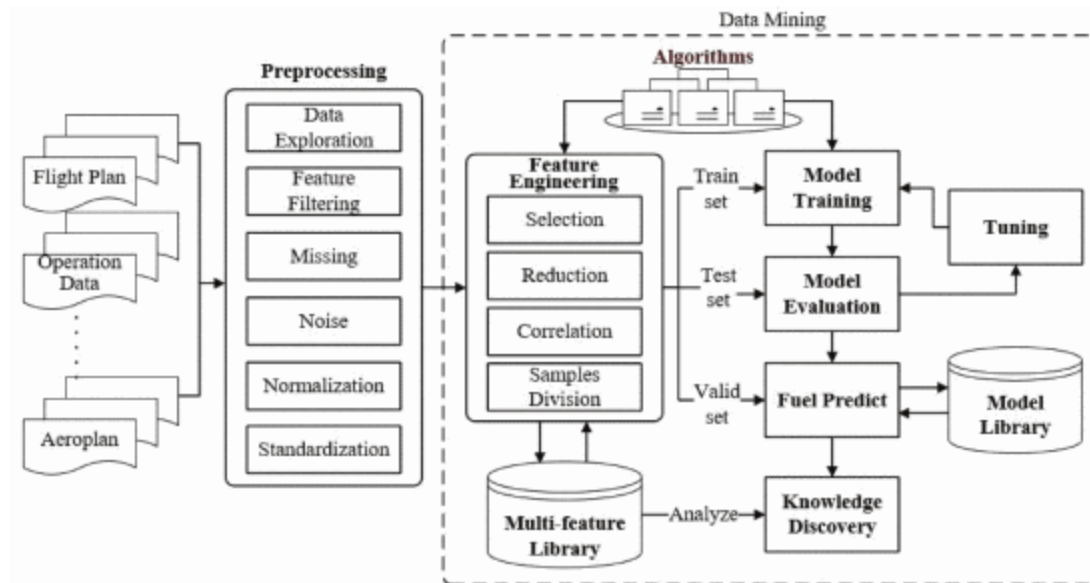 Data Mining
Algorithms
Preprocessing
Data
Exploration
Feature
Filtering
Missing
Noise
Normalization
Standardization
Flight Plan
Operation
Data
Aeroplan
Feature
Engineering
Selection
Reduction
Correlation
Samples
Division
Multi-feature
Library
Train
set
Test
set
Valid
set
Analyze
Model
Training
Model
Evaluation
Fuel Predict
Knowledge
Discovery
Tuning
Model
Library